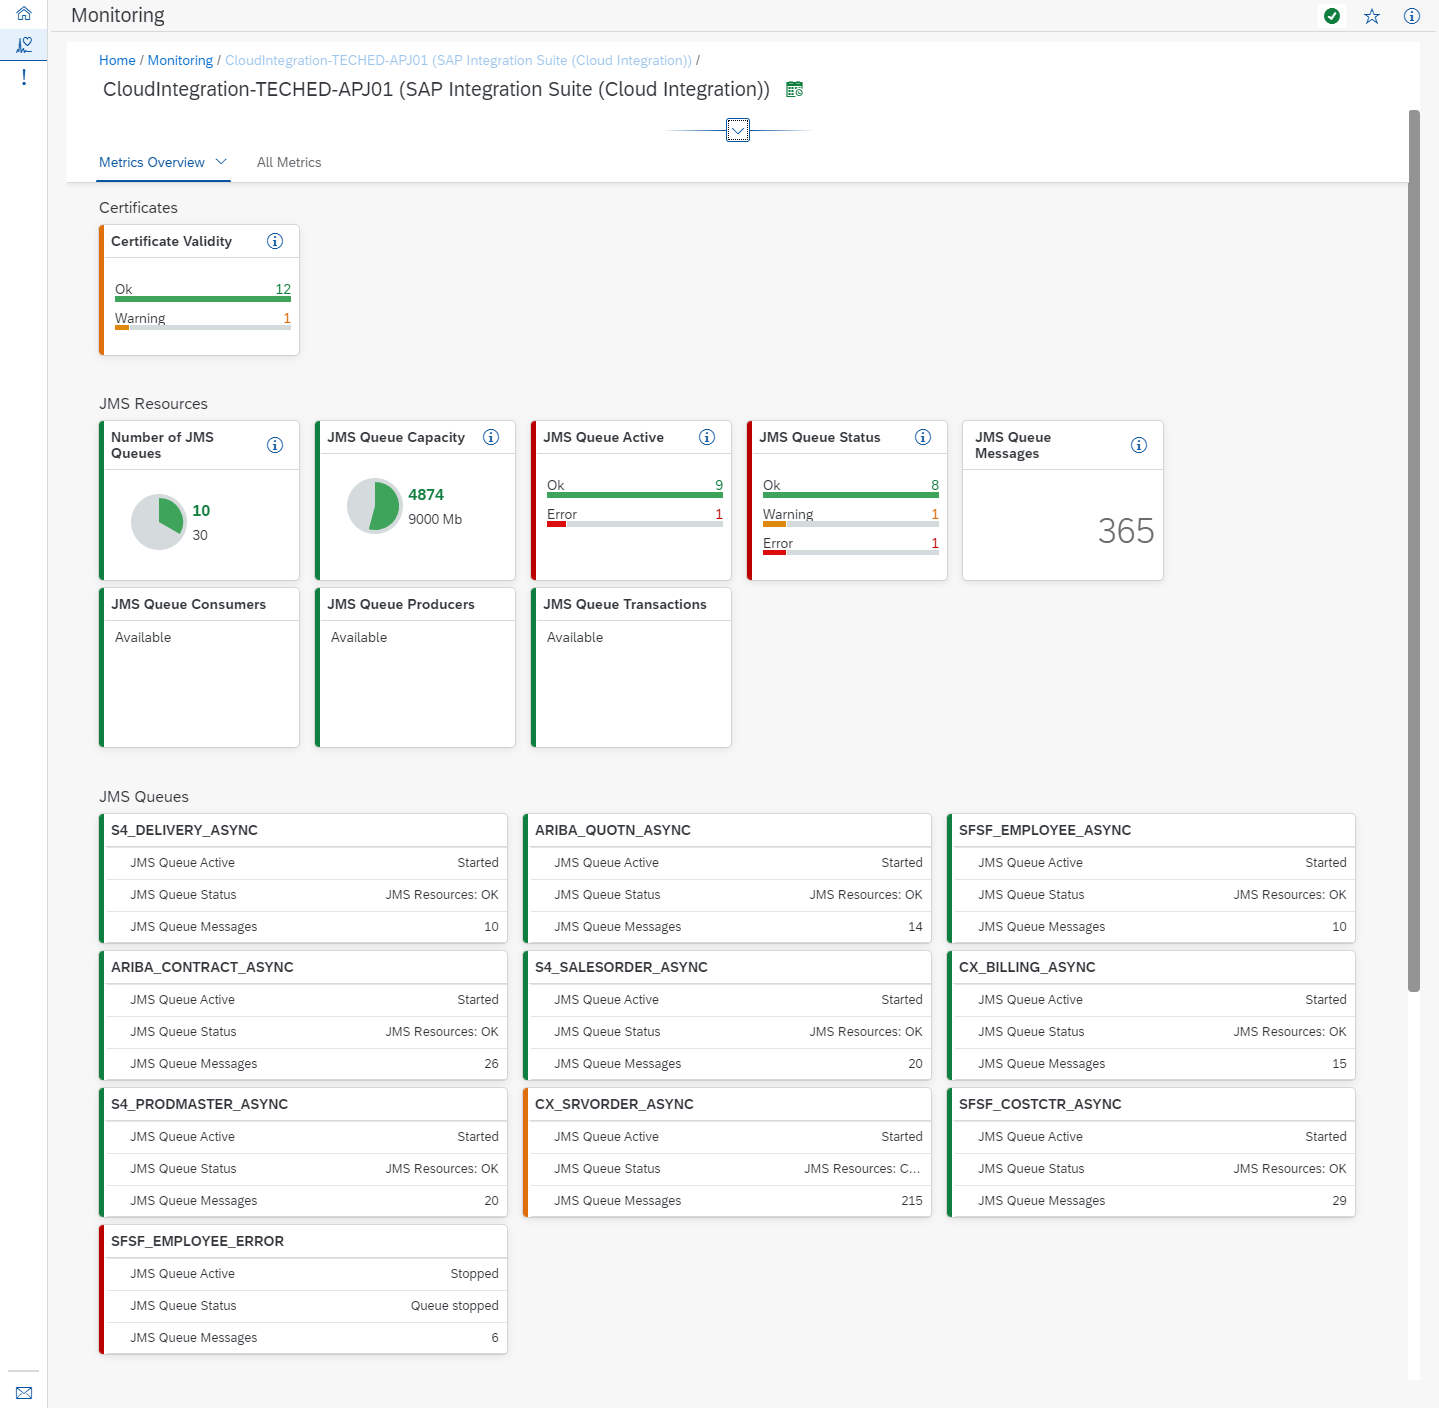 Monitoring
Home / Monitoring / CloudIntegration-TECHED-APJ01 (SAP Integration Suite (Cloud Integration)) /
CloudIntegration-TECHED-APJ01 (SAP Integration Suite (Cloud Integration))
Metrics Overview All Metrics
Certificates
Certificate Validity
Ok 12
Warning 1
JMS Resources
Number of JMS
Queues
10
30
JMS Queue Capacity
4874
9000 Mb
JMS Queue Active
Ok 9
Error 1
JMS Queue Status
Ok 8
Warning 1
Error 1
JMS Queue
Messages
365
JMS Queue Consumers
Available
JMS Queue Producers
Available
JMS Queue Transactions
Available
JMS Queues
S4_DELIVERY_ASYNC
JMS Queue Active Started
JMS Queue Status JMS Resources: OK
JMS Queue Messages 10
ARIBA_QUOTN_ASYNC
JMS Queue Active Started
JMS Queue Status JMS Resources: OK
JMS Queue Messages 14
SFSF_EMPLOYEE_ASYNC
JMS Queue Active Started
JMS Queue Status JMS Resources: OK
JMS Queue Messages 10
ARIBA_CONTRACT_ASYNC
JMS Queue Active Started
JMS Queue Status JMS Resources: OK
JMS Queue Messages 26
S4_SALESORDER_ASYNC
JMS Queue Active Started
JMS Queue Status JMS Resources: OK
JMS Queue Messages 20
CX_BILLING_ASYNC
JMS Queue Active Started
JMS Queue Status JMS Resources: OK
JMS Queue Messages 15
S4_PRODMASTER_ASYNC
JMS Queue Active Started
JMS Queue Status JMS Resources: OK
JMS Queue Messages 20
CX_SRVORDER_ASYNC
JMS Queue Active Started
JMS Queue Status JMS Resources: C...
JMS Queue Messages 215
SFSF_COSTCTR_ASYNC
JMS Queue Active Started
JMS Queue Status JMS Resources: OK
JMS Queue Messages 29
SFSF_EMPLOYEE_ERROR
JMS Queue Active Stopped
JMS Queue Status Queue stopped
JMS Queue Messages 6